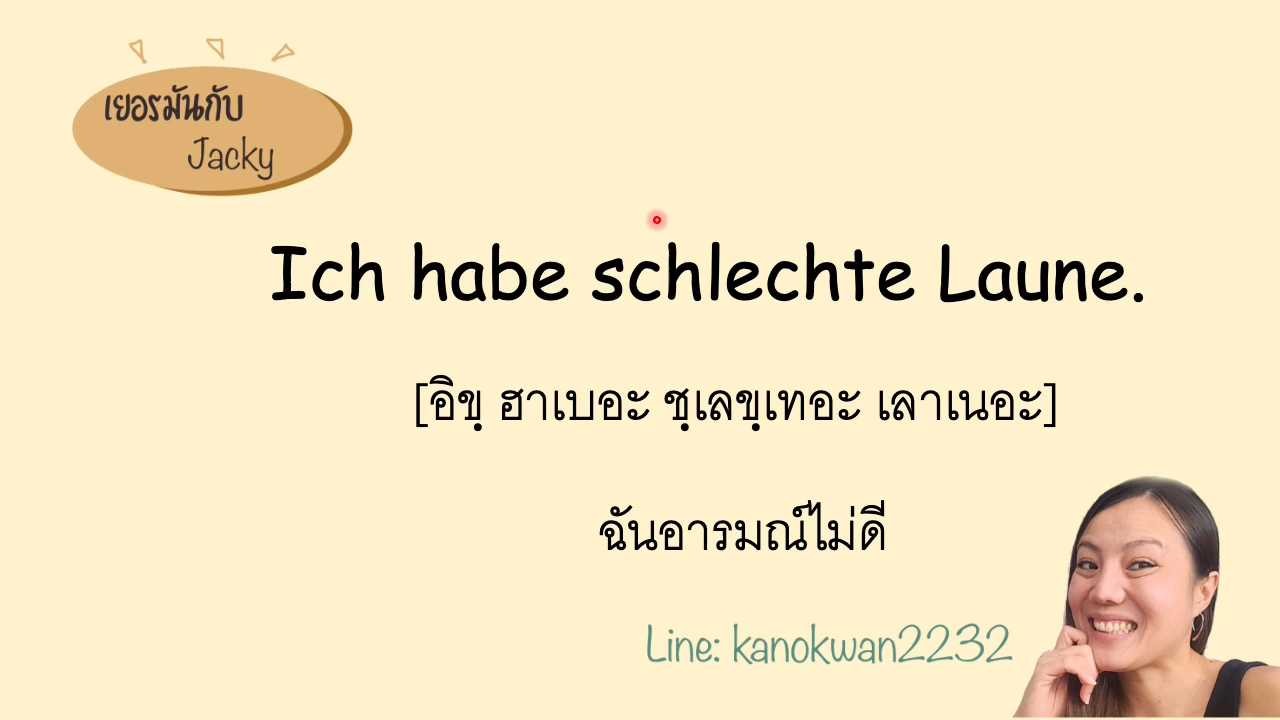 เยอรมันกับ
Jacky
Ich habe schlechte Laune.
[อิขฺ ฮาเบอะ ชฺเลขฺเทอะ เลาเนอะ]
ฉันอารมณ์ไม่ดี
Line: kanokwan2232